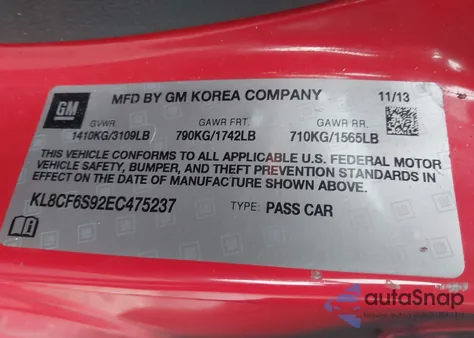 GM
MFD BY GM KOREA COMPANY 11/13
GVWR GAWR FRT. GAWR RR.
1410KG/3109LB 790KG/1742LB 710KG/1565LB
THIS VEHICLE CONFORMS TO ALL APPLICABLE U.S. FEDERAL MOTOR
VEHICLE SAFETY, BUMPER, AND THEFT PREVENTION STANDARDS IN
EFFECT ON THE DATE OF MANUFACTURE SHOWN ABOVE.
KL8CF6S92EC475237 TYPE: PASS CAR
autoSnap